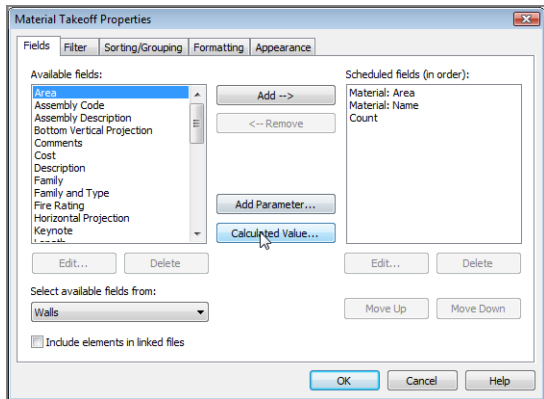 Material Takeoff Properties
Fields Filter Sorting/Grouping Formatting Appearance
Available fields:
Area
Assembly Code
Assembly Description
Bottom Vertical Projection
Comments
Cost
Description
Family
Family and Type
Fire Rating
Horizontal Projection
Keynote
Length
Edit... Delete
Select available fields from:
Walls
Include elements in linked files
Add -->
<-- Remove
Add Parameter...
Calculated Value...
Scheduled fields (in order):
Material: Area
Material: Name
Count
Edit... Delete
Move Up Move Down
OK Cancel Help